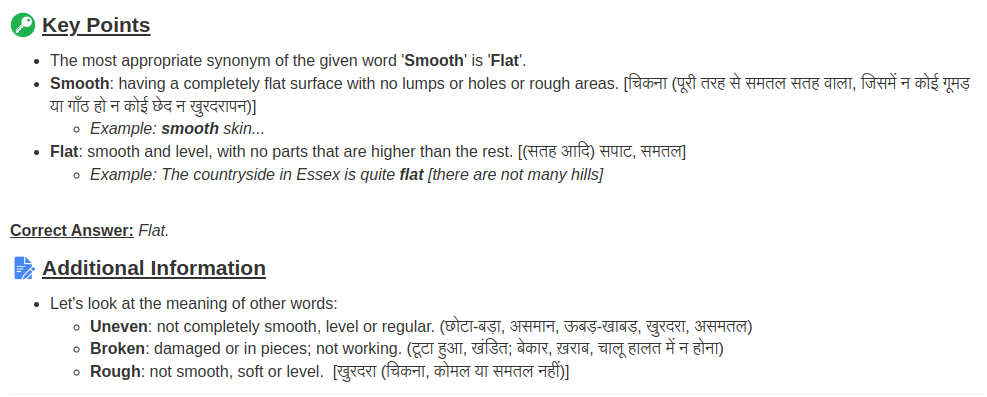 Key Points
The most appropriate synonym of the given word 'Smooth' is 'Flat'.
Smooth: having a completely flat surface with no lumps or holes or rough areas. [चिकना (पूरी तरह से समतल सतह वाला, जिसमें न कोई गूमड़
या गाँठ हो न कोई छेद न खुरदरापन)]
Example: smooth skin...
Flat: smooth and level, with no parts that are higher than the rest. [(सतह आदि) सपाट, समतल]
Example: The countryside in Essex is quite flat [there are not many hills]
Correct Answer: Flat.
Additional Information
Let's look at the meaning of other words:
Uneven: not completely smooth, level or regular. (छोटा-बड़ा, असमान, ऊबड़-खाबड़, खुरदरा, असमतल)
Broken: damaged or in pieces; not working. (टूटा हुआ, खंडित; बेकार, ख़राब, चालू हालत में न होना)
Rough: not smooth, soft or level. [खुरदरा (चिकना, कोमल या समतल नहीं)]